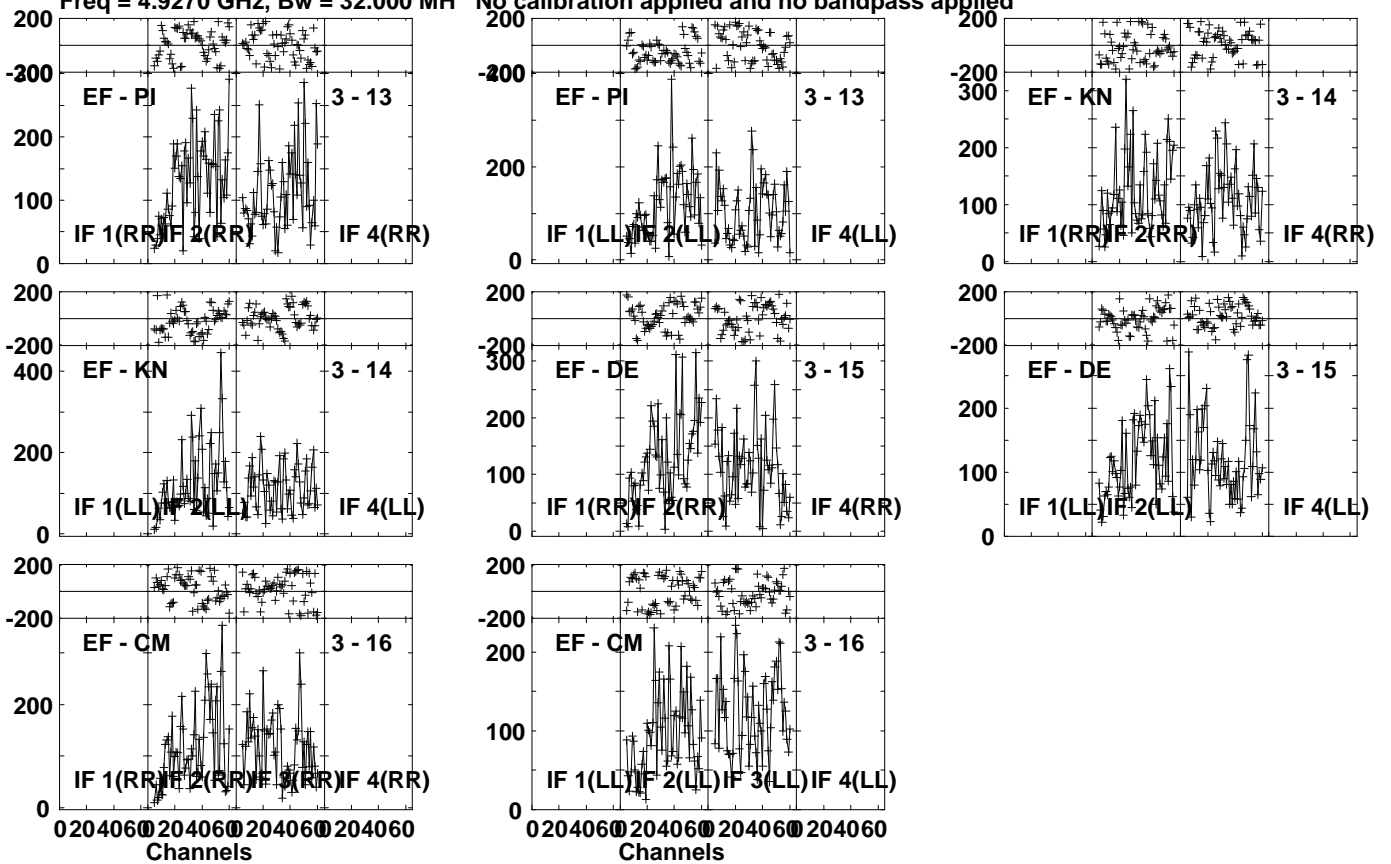 Freq = 4.9270 GHz, Bw = 32.000 MH No calibration applied and no bandpass applied
200 200 200
-200 -200 -200
EF - PI 3 - 13 EF - PI 3 - 13 EF - KN 3 - 14
200 400 300
100 200 200
0 0 100
0
IF 1(RR) IF 2(RR) IF 4(RR) IF 1(LL) IF 2(LL) IF 4(LL) IF 1(RR) IF 2(RR) IF 4(RR)
200 200 200
-200 -200 -200
EF - KN 3 - 14 EF - DE 3 - 15 EF - DE 3 - 15
400 300 200
200 200 100
0 100 0
0
IF 1(LL) IF 2(LL) IF 4(LL) IF 1(RR) IF 2(RR) IF 4(RR) IF 1(LL) IF 2(LL) IF 4(LL)
200 200
-200 -200
EF - CM 3 - 16 EF - CM 3 - 16
200 200
0 100
0
IF 1(RR) IF 2(RR) IF 3(RR) IF 4(RR) IF 1(LL) IF 2(LL) IF 3(LL) IF 4(LL)
0 20 40 60 0 20 40 60 0 20 40 60 0 20 40 60 0 20 40 60 0 20 40 60
Channels Channels